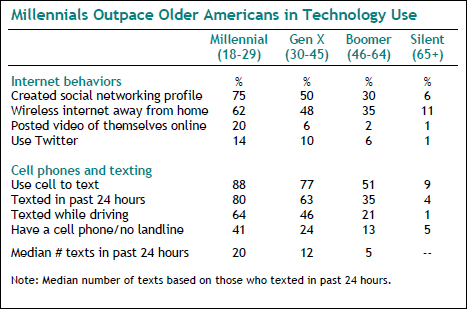 Millennials Outpace Older Americans in Technology Use
Millennial Gen X Boomer Silent
(18-29) (30-45) (46-64) (65+)
Internet behaviors % % % %
Created social networking profile 75 50 30 6
Wireless internet away from home 62 48 35 11
Posted video of themselves online 20 6 2 1
Use Twitter 14 10 6 1
Cell phones and texting
Use cell to text 88 77 51 9
Texted in past 24 hours 80 63 35 4
Texted while driving 64 46 21 1
Have a cell phone/no landline 41 24 13 5
Median # texts in past 24 hours 20 12 5 --
Note: Median number of texts based on those who texted in past 24 hours.